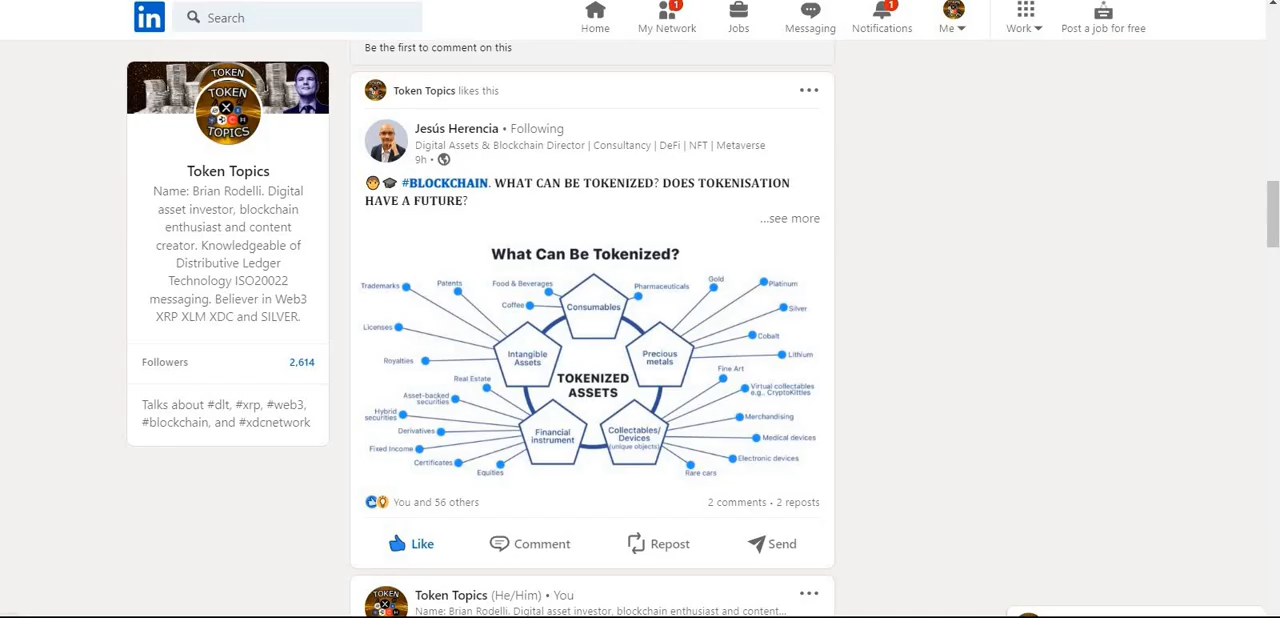 in
Search
1
1
Home
My Network
Jobs
Messaging
Notifications
Me
Work
Post a job for free
Be the first to comment on this
TOKEN
TOKEN
TOPICS
Token Topics
Name: Brian Rodelli. Digital
asset investor, blockchain
enthusiast and content
creator. Knowledgeable of
Distributive Ledger
Technology ISO20022
messaging. Believer in Web3
XRP XLM XDC and SILVER.
Followers 2,614
Talks about #dlt, #xrp, #web3,
#blockchain, and #xdcnetwork
Token Topics likes this
Jesús Herencia • Following
Digital Assets & Blockchain Director | Consultancy | DeFi | NFT | Metaverse
9h •
#BLOCKCHAIN. WHAT CAN BE TOKENIZED? DOES TOKENISATION
HAVE A FUTURE?
...see more
What Can Be Tokenized?
Trademarks
Patents
Food & Beverages
Coffee
Consumables
Pharmaceuticals
Gold
Platinum
Silver
Licenses
Cobalt
Royalties
Intangible
Assets
Precious
metals
Lithium
TOKENIZED
ASSETS
Real Estate
Fine Art
Asset-backed
securities
Virtual collectables
e.g., CryptoKitties
Hybrid
securities
Merchandising
Derivatives
Financial
instrument
Collectables/
Devices
(unique objects)
Medical devices
Fixed Income
Certificates
Electronic devices
Equities
Rare cars
You and 56 others
2 comments • 2 reposts
Like
Comment
Repost
Send
TOKEN
Token Topics (He/Him) • You
Name: Brian Rodelli. Digital asset investor, blockchain enthusiast and content...